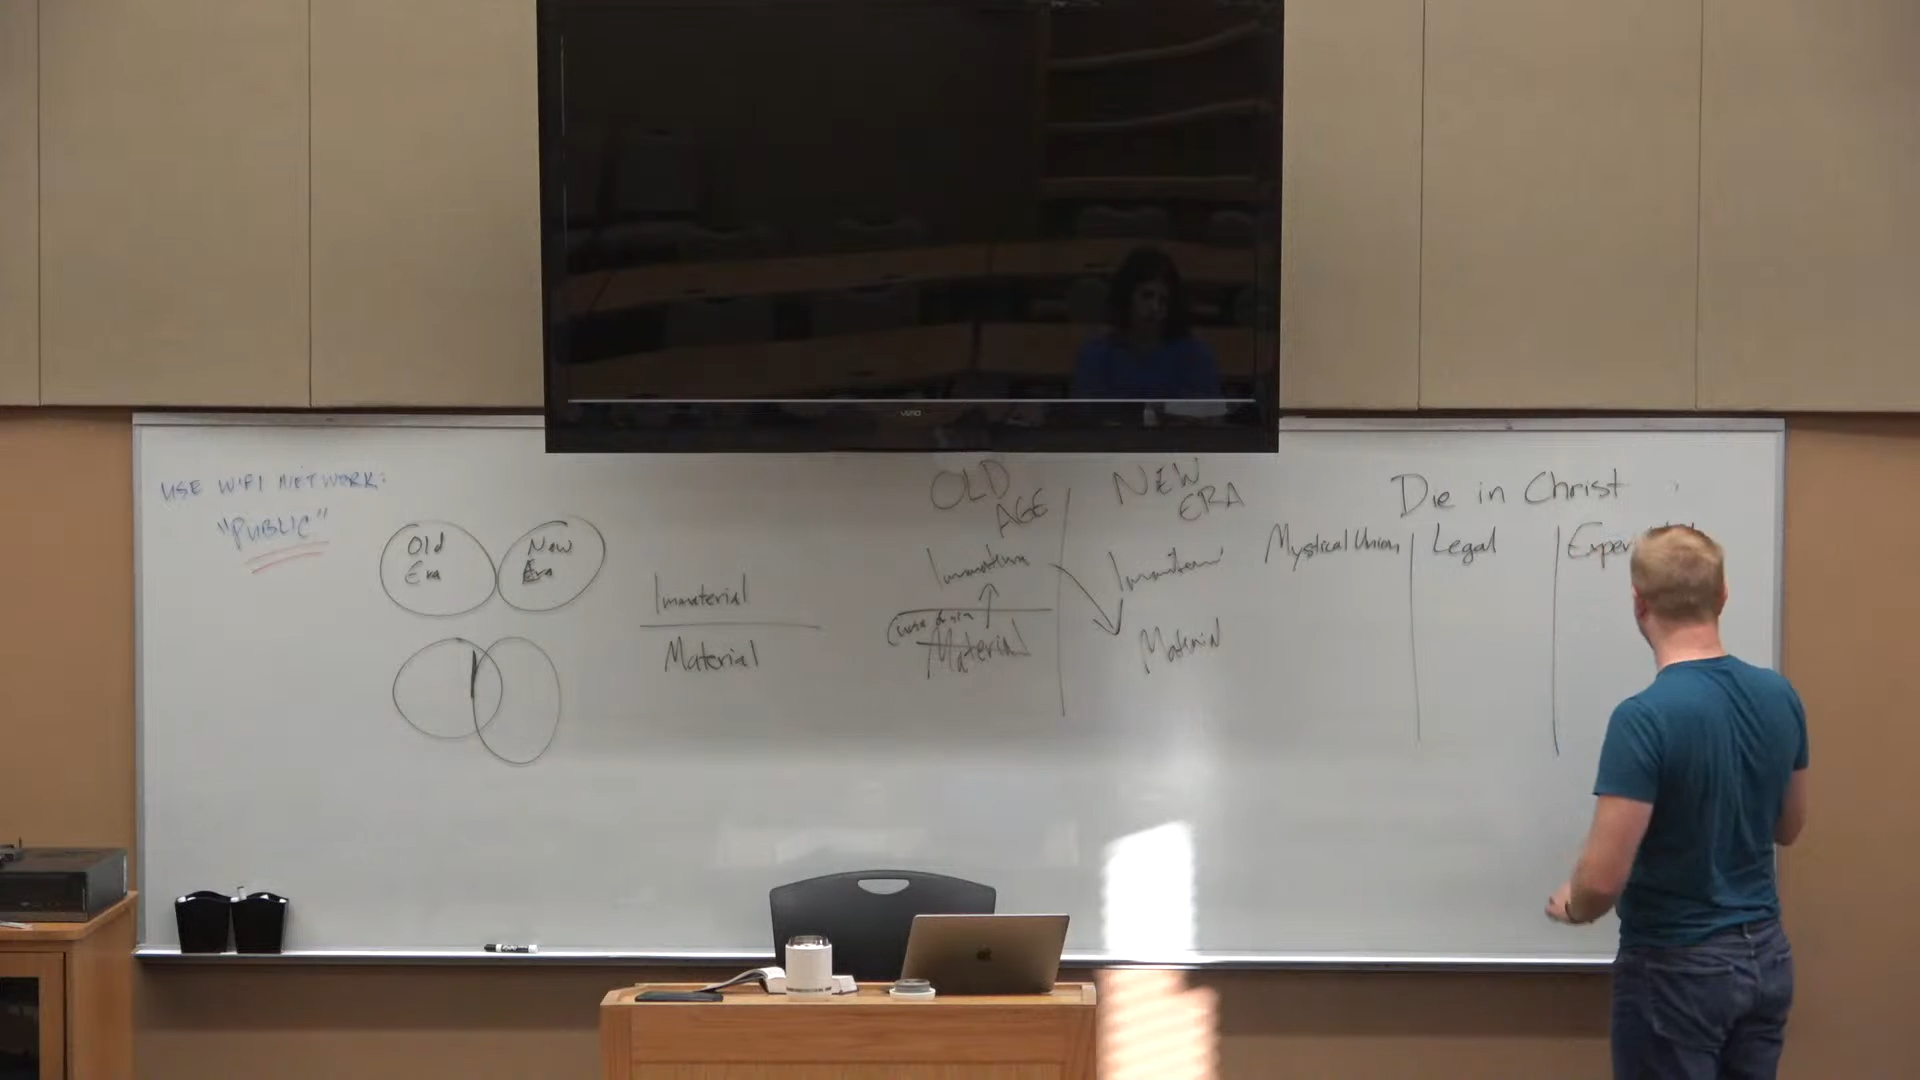 USE WIFI NETWORK:
"PUBLIC"
Old
Era
New
Era
Immaterial
Material
OLD
AGE
Material
NEW
ERA
Die in Christ
Mystical Union
Legal
VIZIO